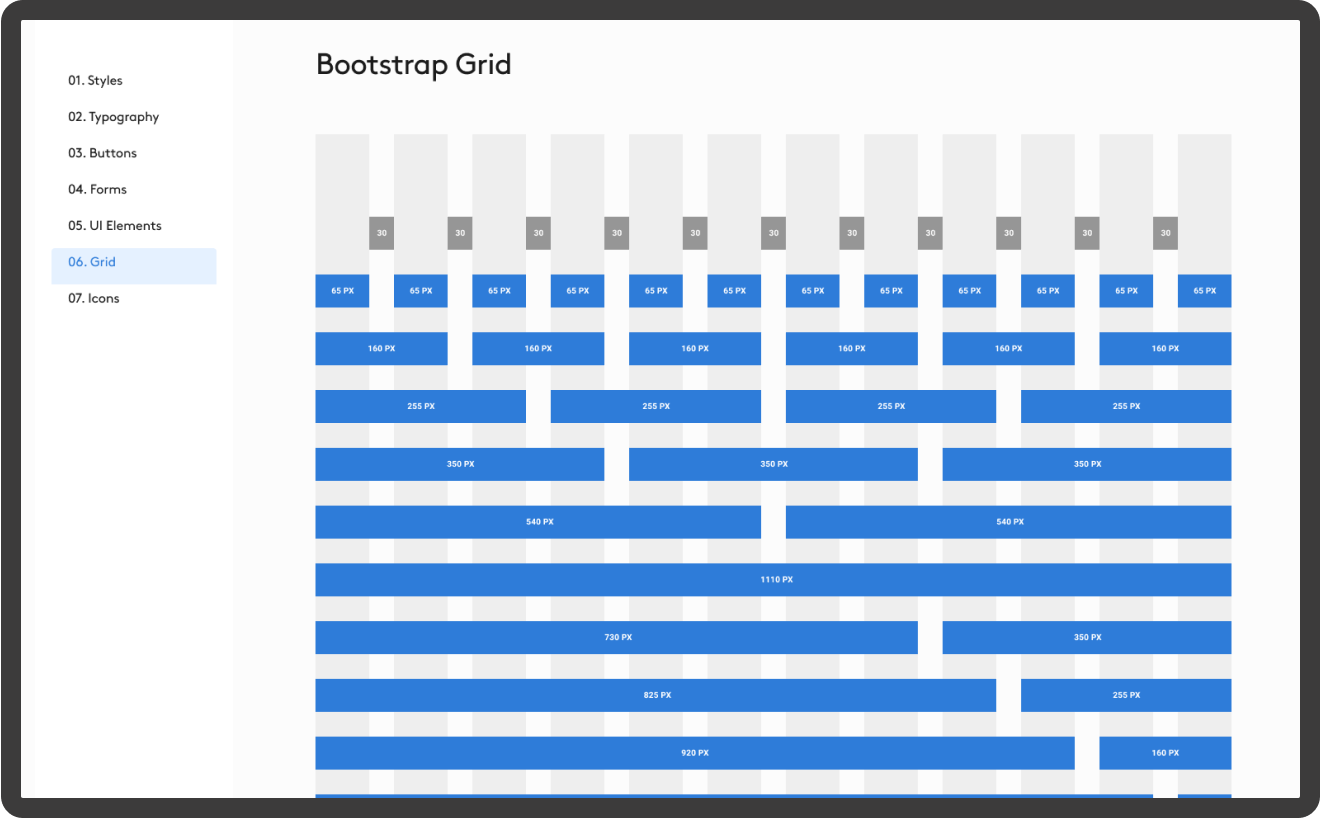 Bootstrap Grid
01. Styles
02. Typography
03. Buttons
04. Forms
05. UI Elements
06. Grid
07. Icons
30 30 30 30 30 30 30 30 30 30 30
65 PX 65 PX 65 PX 65 PX 65 PX 65 PX 65 PX 65 PX 65 PX 65 PX 65 PX 65 PX
160 PX 160 PX 160 PX 160 PX 160 PX 160 PX
255 PX 255 PX 255 PX 255 PX
350 PX 350 PX 350 PX
540 PX 540 PX
1110 PX
730 PX 350 PX
825 PX 255 PX
920 PX 160 PX